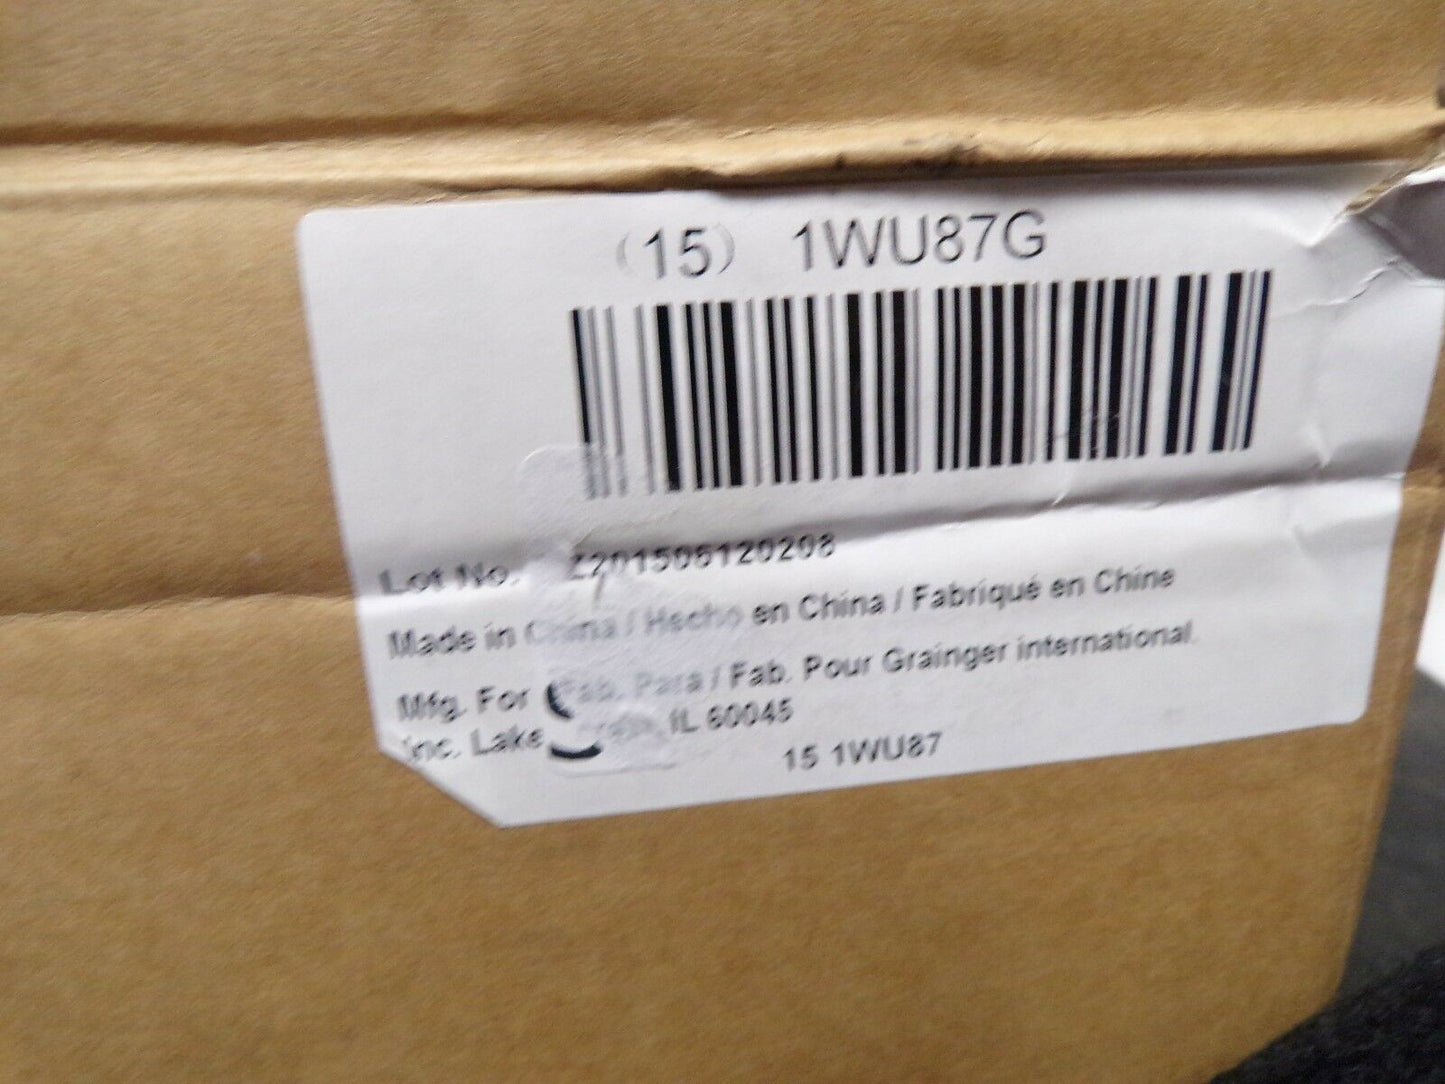 (15) 1WU87G
Lot No. Z201506120208
Made in China / Hecho en China / Fabriqué en Chine
Mfg. For Fab. Para / Fab. Pour Grainger international.
Inc. Lake IL 60045
15 1WU87